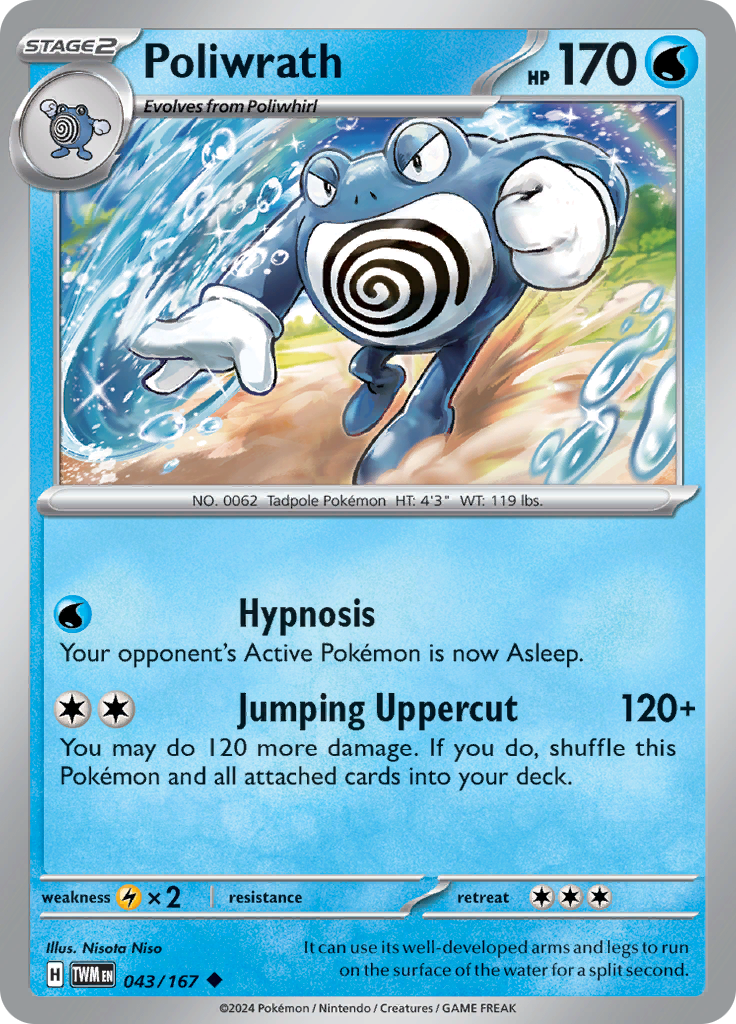 STAGE2
Poliwrath
HP 170
Evolves from Poliwhirl
NO. 0062 Tadpole Pokémon HT: 4'3" WT: 119 lbs.
Hypnosis
Your opponent's Active Pokémon is now Asleep.
Jumping Uppercut 120+
You may do 120 more damage. If you do, shuffle this
Pokémon and all attached cards into your deck.
weakness ×2 resistance retreat
Illus. Nisota Niso
It can use its well-developed arms and legs to run
on the surface of the water for a split second.
H TWM EN 043/167
©2024 Pokémon / Nintendo / Creatures / GAME FREAK